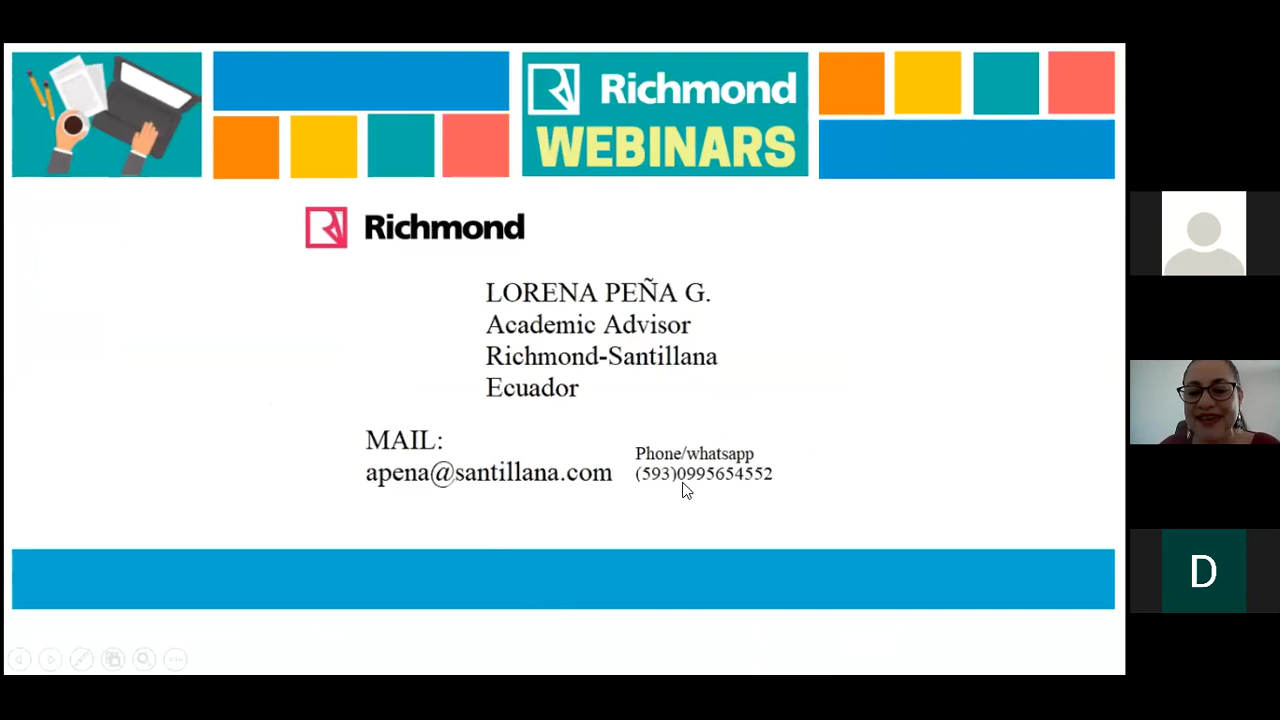 Richmond
WEBINARS
Richmond
LORENA PEÑA G.
Academic Advisor
Richmond-Santillana
Ecuador
MAIL:
apena@santillana.com
Phone/whatsapp
(593)0995654552
D